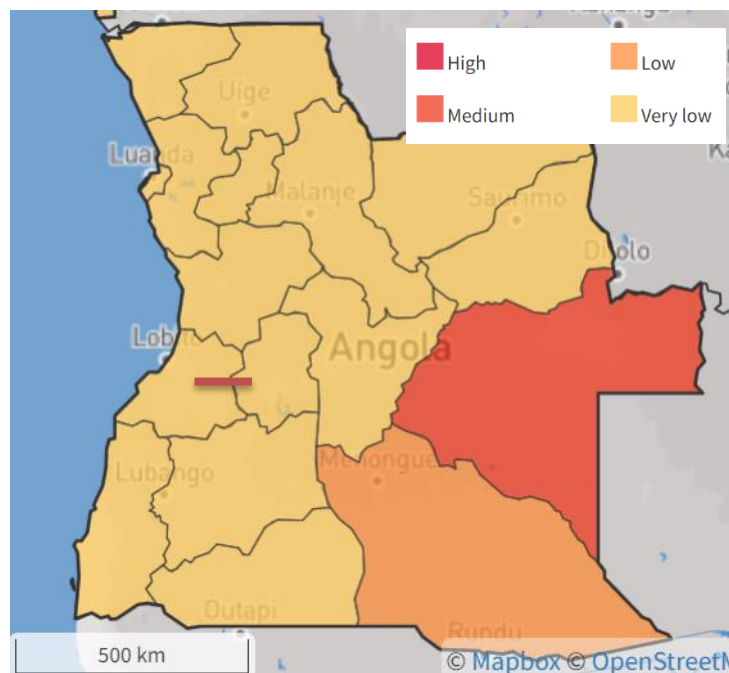 High
Low
Medium
Very low
Uíge
Luanda
Malanje
Saurimo
Dilolo
Lobito
Angola
Menongue
Lubango
Outapi
Rundu
500 km
© Mapbox © OpenStreetM